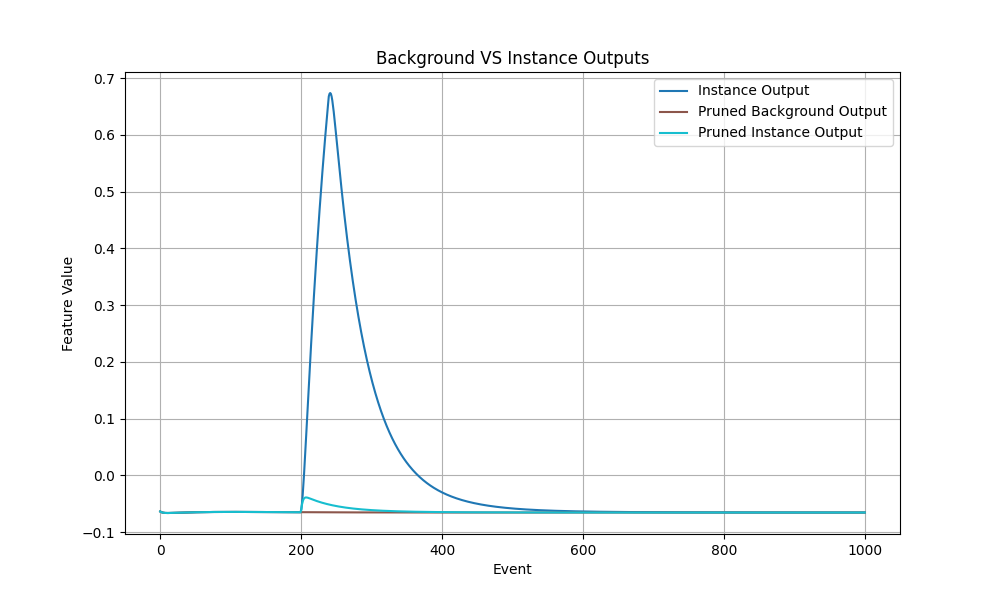 Background VS Instance Outputs
Instance Output
Pruned Background Output
Pruned Instance Output
Feature Value
0.7
0.6
0.5
0.4
0.3
0.2
0.1
0.0
−0.1
0 200 400 600 800 1000
Event